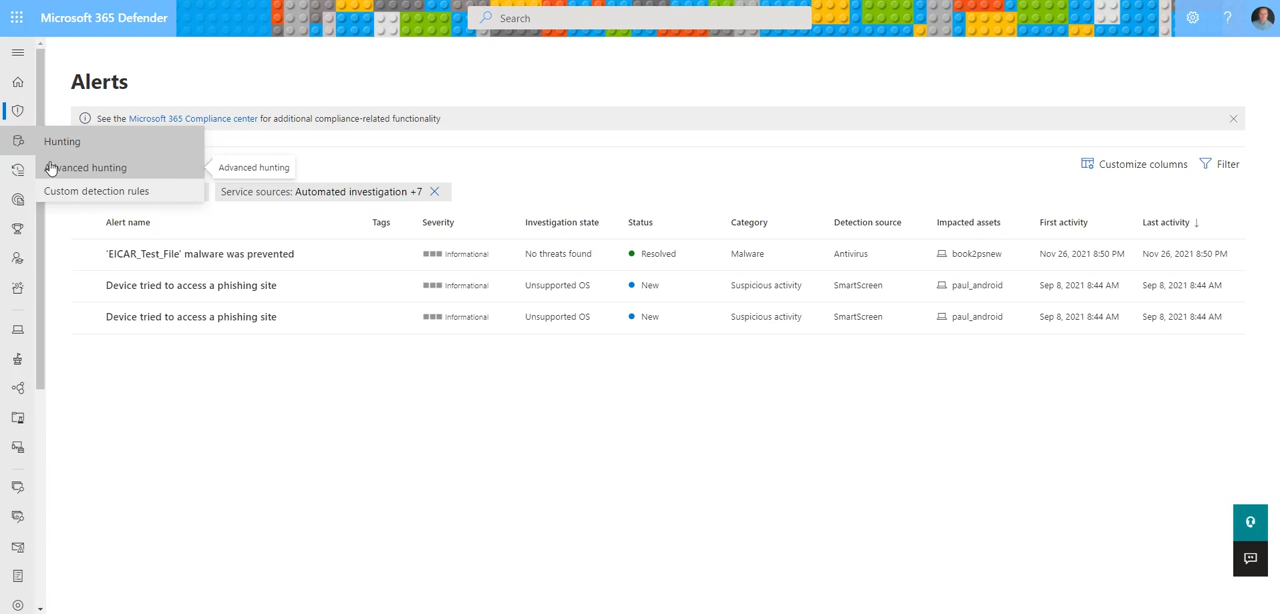 Microsoft 365 Defender
Search
?
Alerts
See the Microsoft 365 Compliance center for additional compliance-related functionality
Hunting
Advanced hunting
Advanced hunting
Custom detection rules
Customize columns
Filter
Service sources: Automated investigation +7
Alert name Tags Severity Investigation state Status Category Detection source Impacted assets First activity Last activity ↓
'EICAR_Test_File' malware was prevented Informational No threats found Resolved Malware Antivirus book2psnew Nov 26, 2021 8:50 PM Nov 26, 2021 8:50 PM
Device tried to access a phishing site Informational Unsupported OS New Suspicious activity SmartScreen paul_android Sep 8, 2021 8:44 AM Sep 8, 2021 8:44 AM
Device tried to access a phishing site Informational Unsupported OS New Suspicious activity SmartScreen paul_android Sep 8, 2021 8:44 AM Sep 8, 2021 8:44 AM